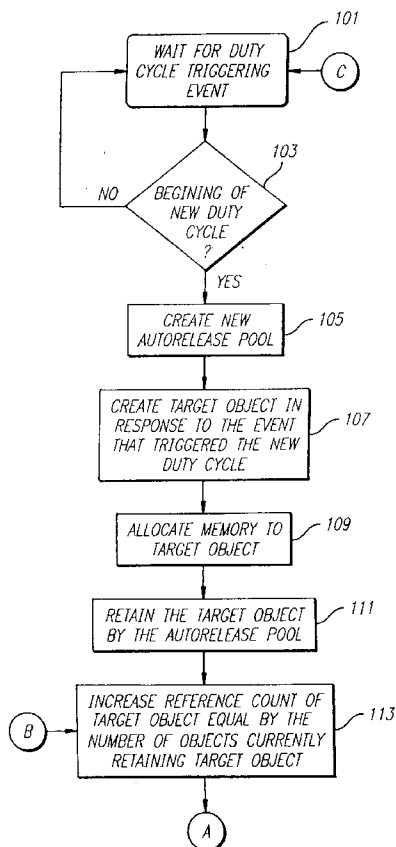 101
WAIT FOR DUTY
CYCLE TRIGGERING
EVENT
C
103
NO
BEGINING OF
NEW DUTY
CYCLE
?
YES
CREATE NEW
AUTORELEASE POOL
105
CREATE TARGET OBJECT IN
RESPONSE TO THE EVENT
THAT TRIGGERED THE NEW
DUTY CYCLE
107
ALLOCATE MEMORY TO
TARGET OBJECT
109
RETAIN THE TARGET OBJECT
BY THE AUTORELEASE POOL
111
B
INCREASE REFERENCE COUNT OF
TARGET OBJECT EQUAL BY THE
NUMBER OF OBJECTS CURRENTLY
RETAINING TARGET OBJECT
113
A